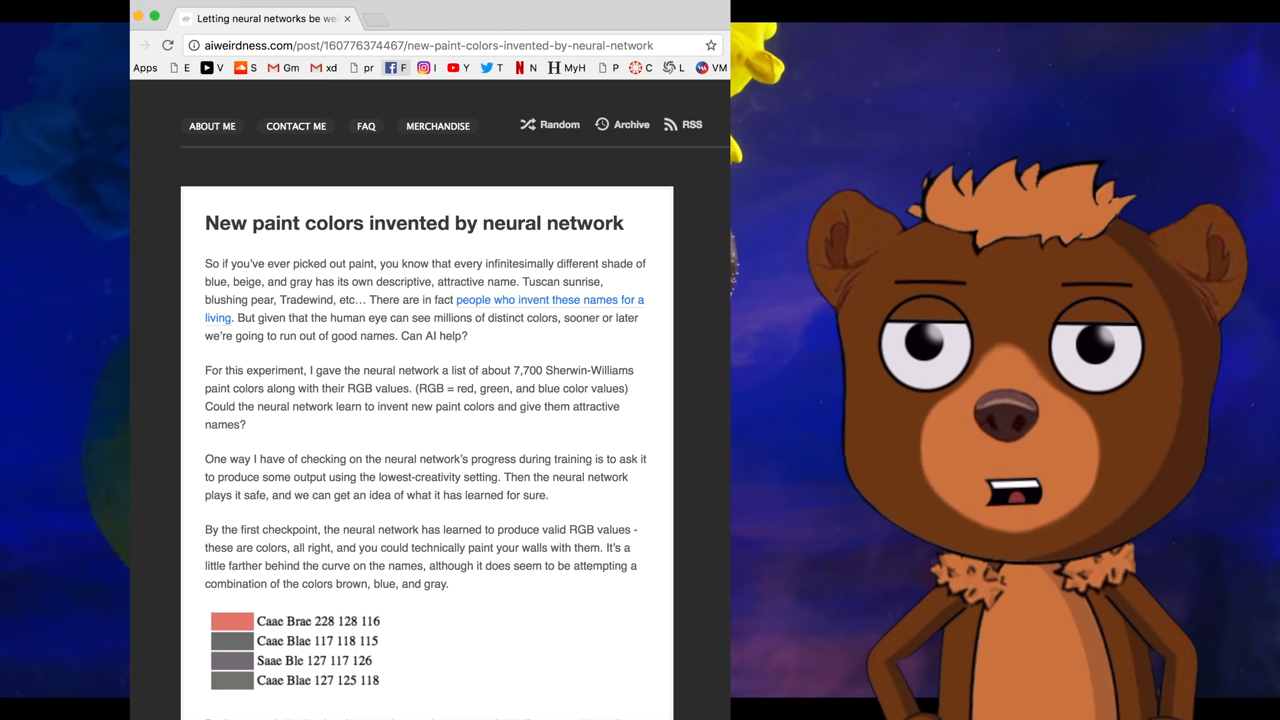 Letting neural networks be wei
aiweirdness.com/post/160776374467/new-paint-colors-invented-by-neural-network
Apps E V S Gm xd pr F I Y T N MyH P C L VM
ABOUT ME CONTACT ME FAQ MERCHANDISE Random Archive RSS
New paint colors invented by neural network
So if you've ever picked out paint, you know that every infinitesimally different shade of
blue, beige, and gray has its own descriptive, attractive name. Tuscan sunrise,
blushing pear, Tradewind, etc... There are in fact people who invent these names for a
living. But given that the human eye can see millions of distinct colors, sooner or later
we're going to run out of good names. Can AI help?
For this experiment, I gave the neural network a list of about 7,700 Sherwin-Williams
paint colors along with their RGB values. (RGB = red, green, and blue color values)
Could the neural network learn to invent new paint colors and give them attractive
names?
One way I have of checking on the neural network's progress during training is to ask it
to produce some output using the lowest-creativity setting. Then the neural network
plays it safe, and we can get an idea of what it has learned for sure.
By the first checkpoint, the neural network has learned to produce valid RGB values -
these are colors, all right, and you could technically paint your walls with them. It's a
little farther behind the curve on the names, although it does seem to be attempting a
combination of the colors brown, blue, and gray.
Caae Brae 228 128 116
Caae Blae 117 118 115
Saae Ble 127 117 126
Caae Blae 127 125 118